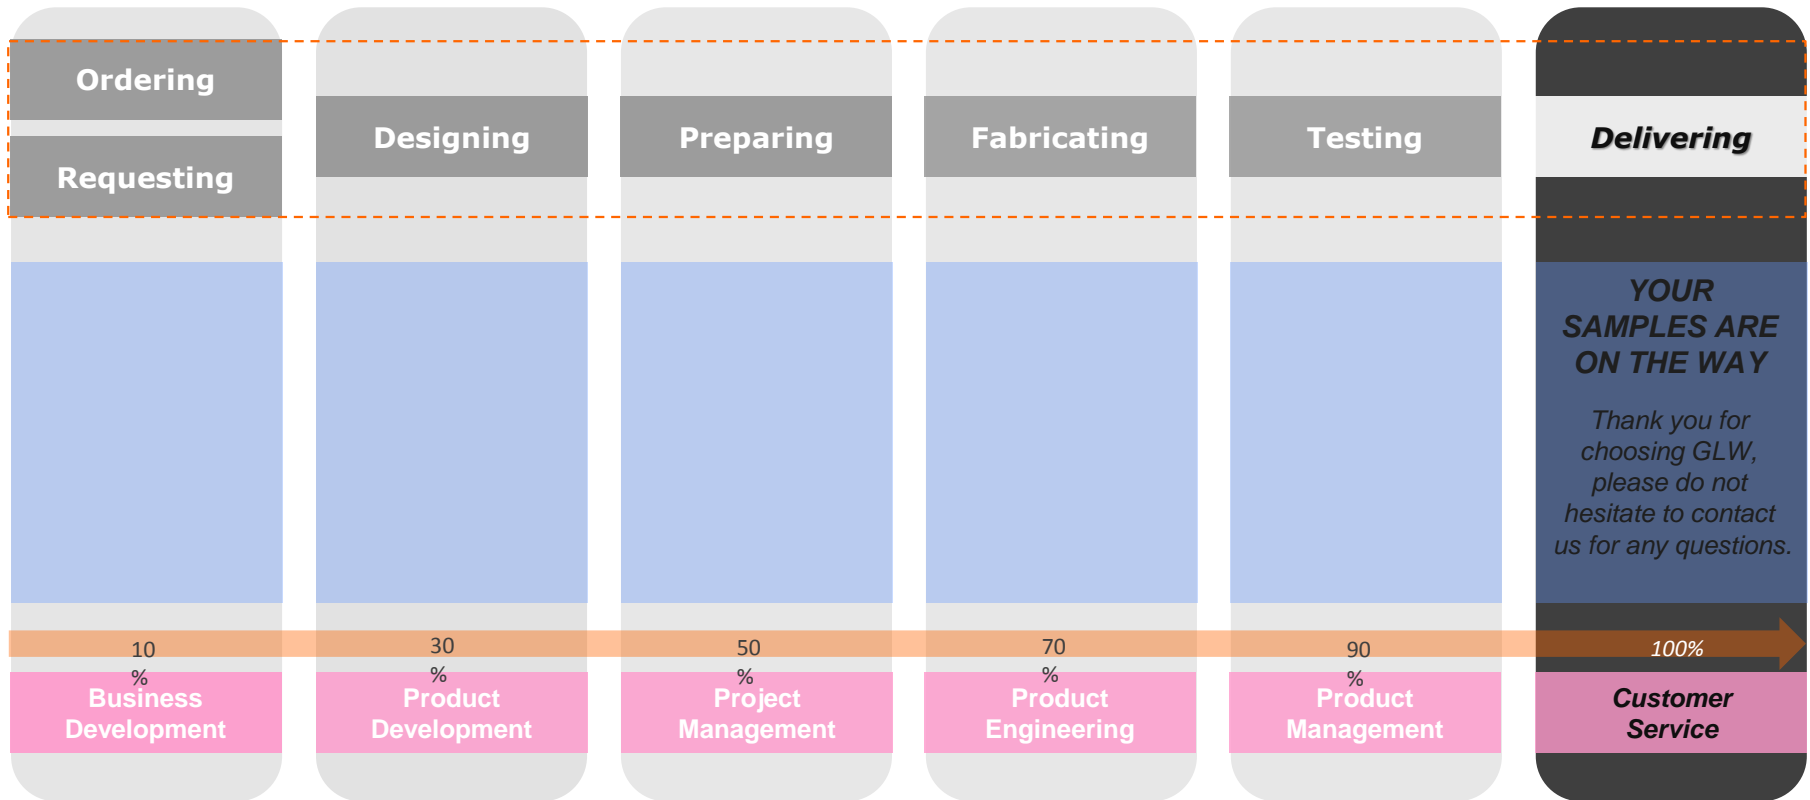 Ordering
Requesting
Designing
Preparing
Fabricating
Testing
Delivering
YOUR
SAMPLES ARE
ON THE WAY
Thank you for
choosing GLW,
please do not
hesitate to contact
us for any questions.
10
%
30
%
50
%
70
%
90
%
100%
Business
Development
Product
Development
Project
Management
Product
Engineering
Product
Management
Customer
Service